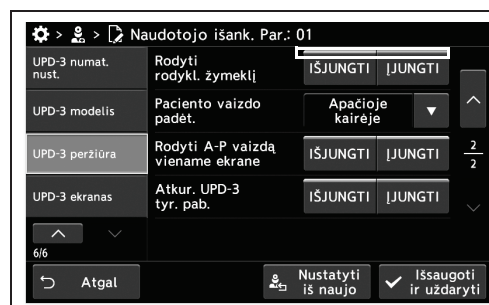 > > Naudotojo išank. Par.: 01
UPD-3 numat.
nust.
Rodyti
rodykl. žymeklį
IŠJUNGTI ĮJUNGTI
UPD-3 modelis
Paciento vaizdo
padėt.
Apačioje
kairėje
UPD-3 peržiūra
Rodyti A-P vaizdą
viename ekrane
IŠJUNGTI ĮJUNGTI
2
2
UPD-3 ekranas
Atkur. UPD-3
tyr. pab.
IŠJUNGTI ĮJUNGTI
6/6
Atgal
Nustatyti
iš naujo
Išsaugoti
ir uždaryti